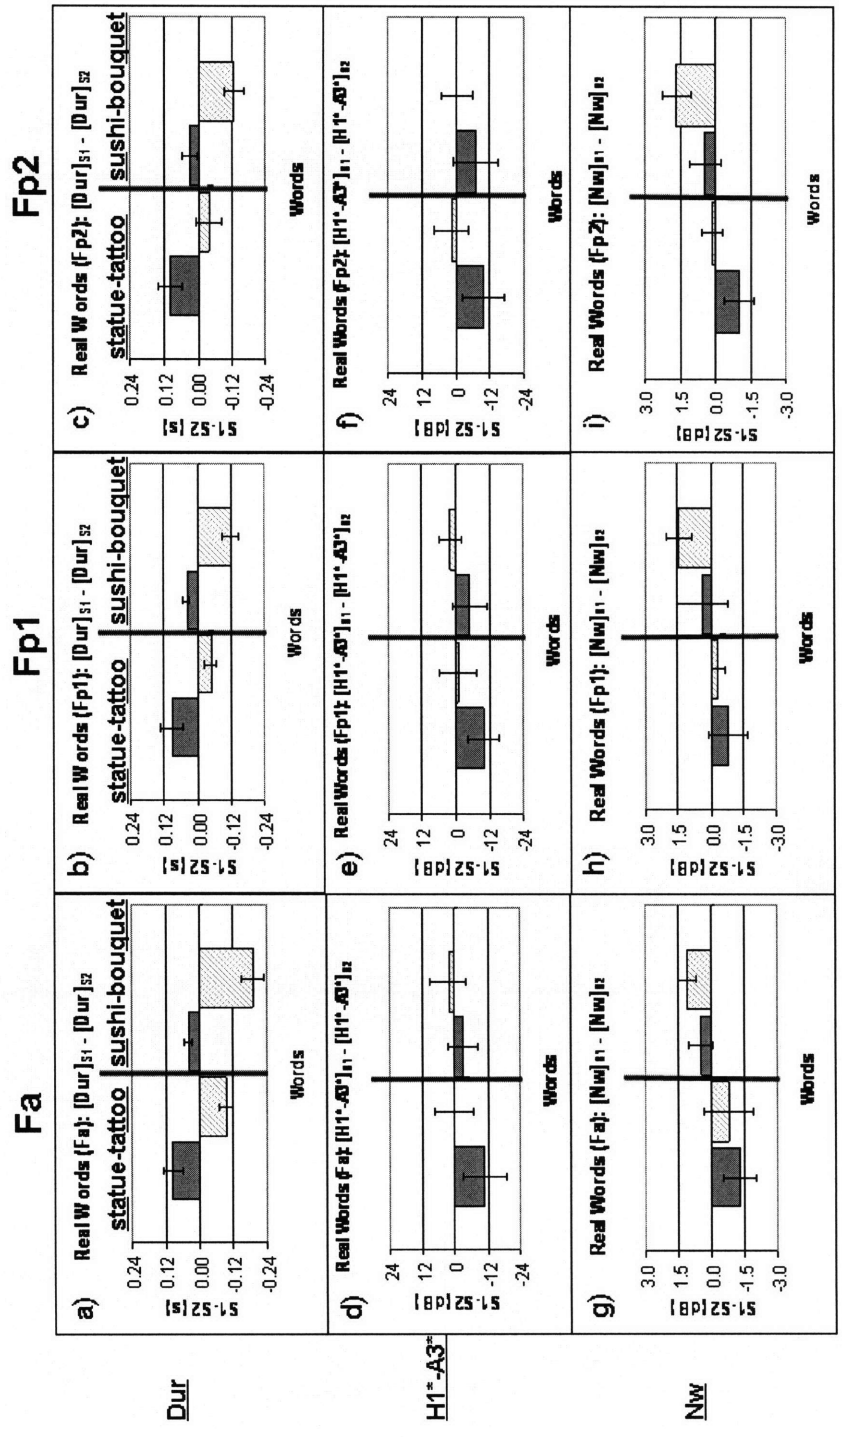 Fa Fp1 Fp2
Dur
a) Real Words (Fa): [Dur]S1 - [Dur]S2
statue-tattoo sushi-bouquet
0.24
0.12
0.00
-0.12
-0.24
S1-S2 [s]
Words
b) Real Words (Fp1): [Dur]S1 - [Dur]S2
statue-tattoo sushi-bouquet
0.24
0.12
0.00
-0.12
-0.24
S1-S2 [s]
Words
c) Real Words (Fp2): [Dur]S1 - [Dur]S2
statue-tattoo sushi-bouquet
0.24
0.12
0.00
-0.12
-0.24
S1-S2 [s]
Words
H1*-A3*
d) Real Words (Fa): [H1*-A3*]S1 - [H1*-A3*]S2
24
12
0
-12
-24
S1-S2 [dB]
Words
e) Real Words (Fp1): [H1*-A3*]S1 - [H1*-A3*]S2
24
12
0
-12
-24
S1-S2 [dB]
Words
f) Real Words (Fp2): [H1*-A3*]S1 - [H1*-A3*]S2
24
12
0
-12
-24
S1-S2 [dB]
Words
Nw
g) Real Words (Fa): [Nw]S1 - [Nw]S2
3.0
1.5
0.0
-1.5
-3.0
S1-S2 [dB]
Words
h) Real Words (Fp1): [Nw]S1 - [Nw]S2
3.0
1.5
0.0
-1.5
-3.0
S1-S2 [dB]
Words
i) Real Words (Fp2): [Nw]S1 - [Nw]S2
3.0
1.5
0.0
-1.5
-3.0
S1-S2 [dB]
Words